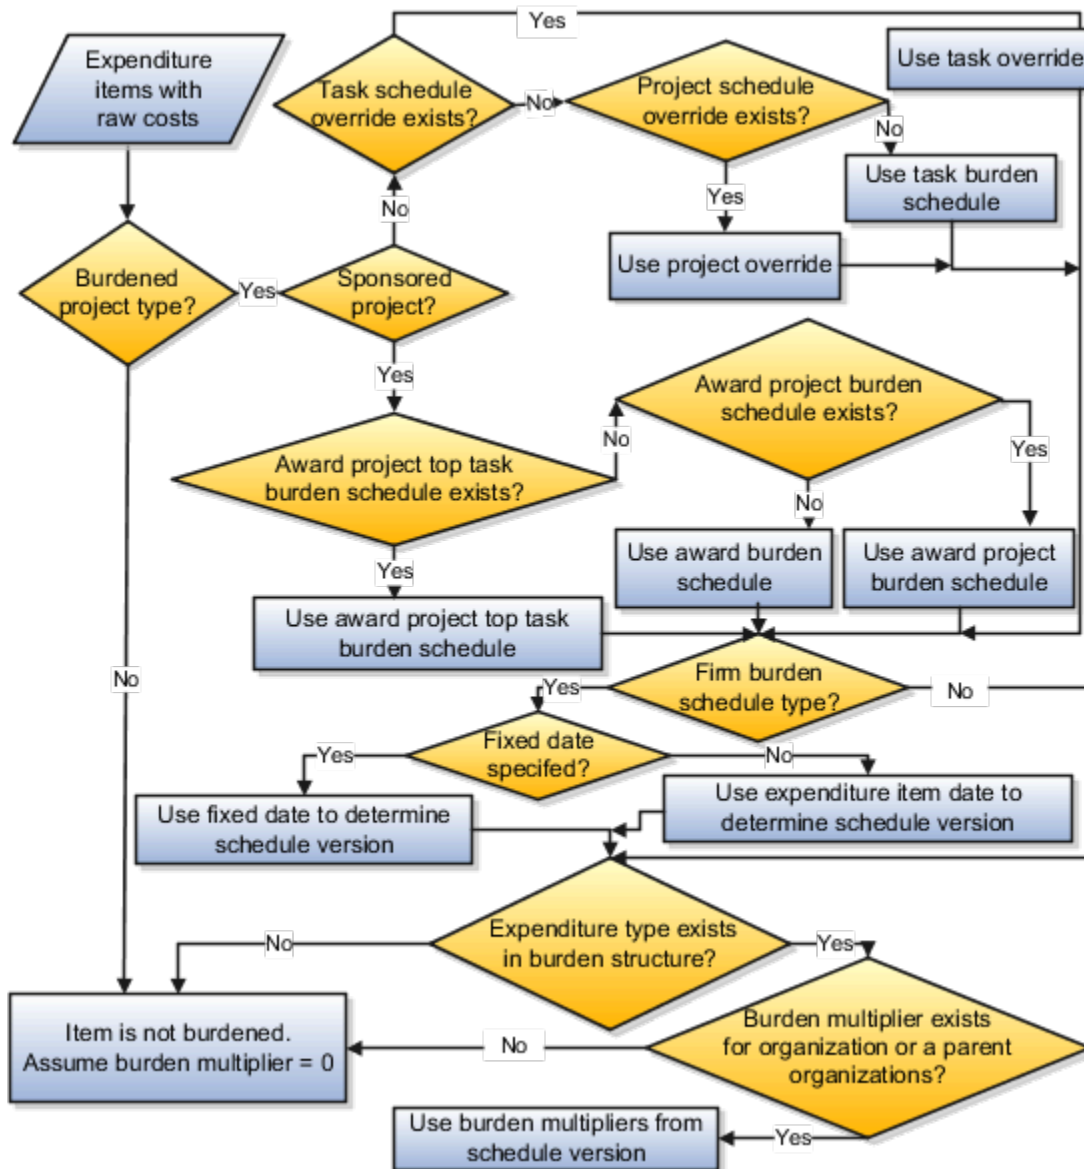 Yes
Expenditure
items with
raw costs
Task schedule
override exists?
No
Project schedule
override exists?
Use task override
No
Use task burden
schedule
No
Yes
Use project override
Burdened
project type?
Yes
Sponsored
project?
Yes
Award project burden
schedule exists?
No
Yes
Award project top task
burden schedule exists?
No
Yes
Use award burden
schedule
Use award project
burden schedule
Use award project top task
burden schedule
No
Firm burden
schedule type?
Yes
No
Fixed date
specifed?
Yes
No
Use fixed date to determine
schedule version
Use expenditure item date to
determine schedule version
Expenditure type exists
in burden structure?
No
Yes
Item is not burdened.
Assume burden multiplier = 0
No
Burden multiplier exists
for organization or a parent
organizations?
Use burden multipliers from
schedule version
Yes